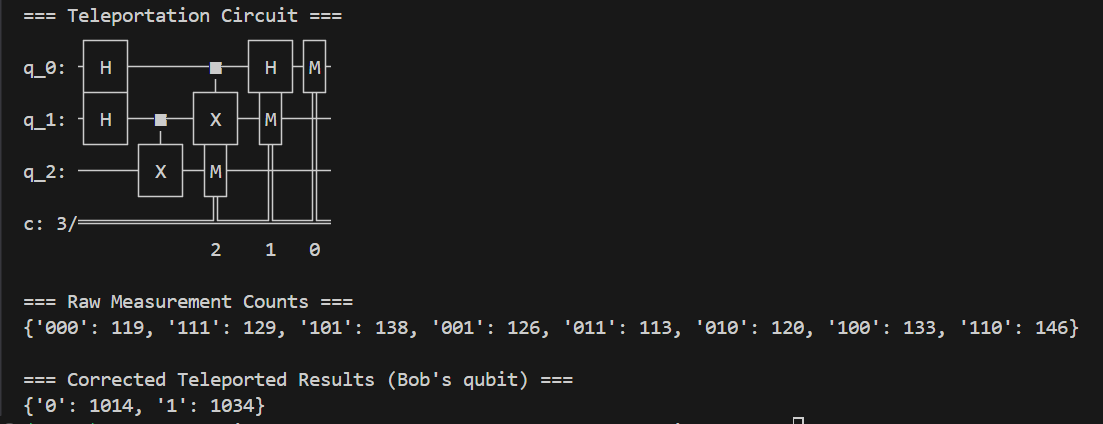 === Teleportation Circuit ===
q_0: H H M
q_1: H X M
q_2: X M
c: 3/
2 1 0
=== Raw Measurement Counts ===
{'000': 119, '111': 129, '101': 138, '001': 126, '011': 113, '010': 120, '100': 133, '110': 146}
=== Corrected Teleported Results (Bob's qubit) ===
{'0': 1014, '1': 1034}